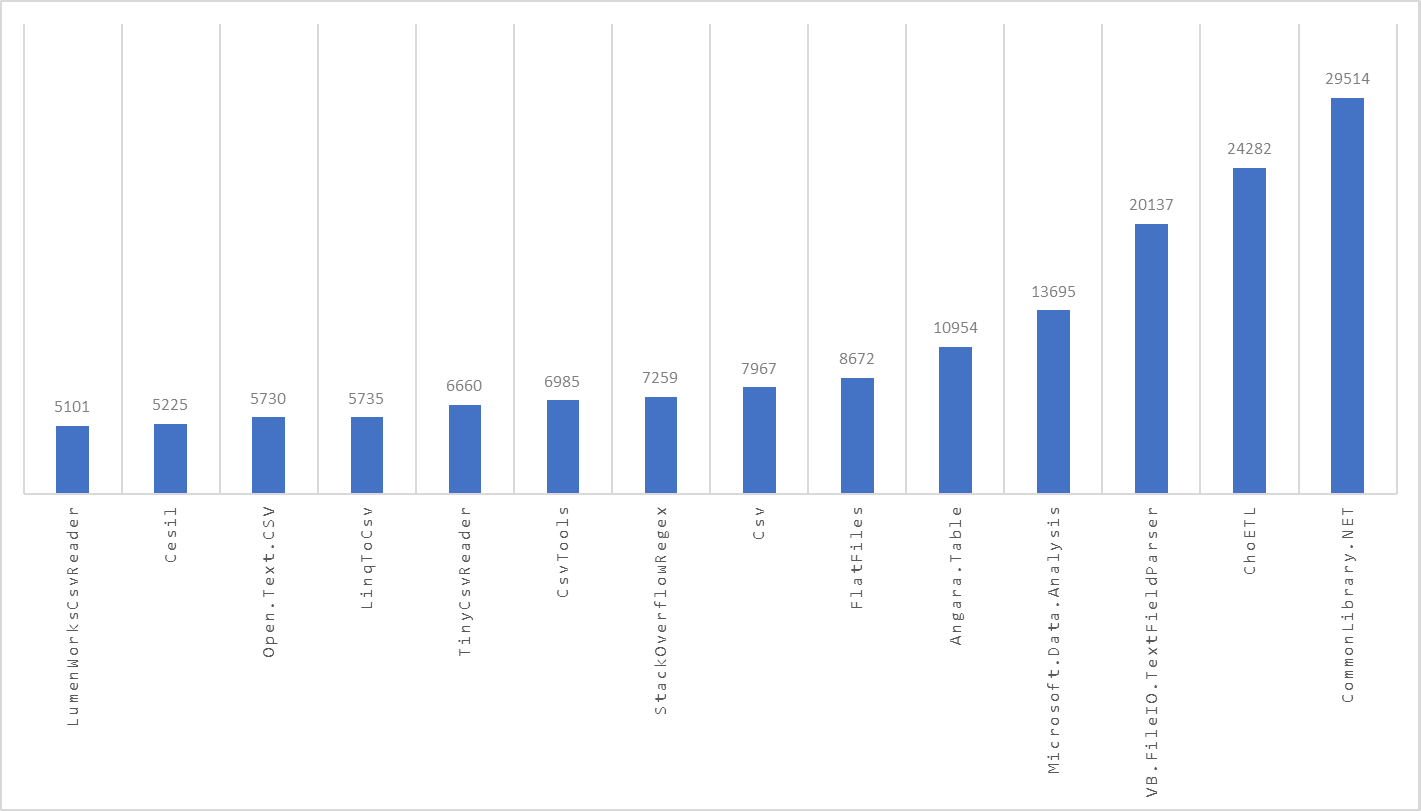 29514
24282
20137
13695
10954
8672
7967
7259
6985
6660
5735
5730
5225
5101
LumenWorksCsvReader
Cesil
Open.Text.CSV
LinqToCsv
TinyCsvReader
CsvTools
StackOverflowRegex
Csv
FlatFiles
Angara.Table
Microsoft.Data.Analysis
VB.FileIO.TextFieldParser
ChoETL
CommonLibrary.NET